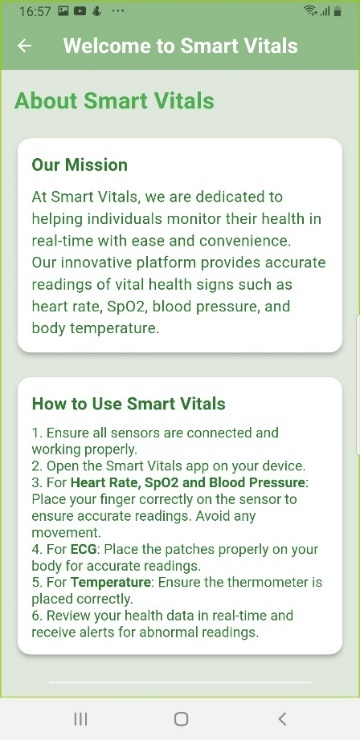 16:57
Welcome to Smart Vitals
About Smart Vitals
Our Mission
At Smart Vitals, we are dedicated to
helping individuals monitor their health in
real-time with ease and convenience.
Our innovative platform provides accurate
readings of vital health signs such as
heart rate, SpO2, blood pressure, and
body temperature.
How to Use Smart Vitals
1. Ensure all sensors are connected and
working properly.
2. Open the Smart Vitals app on your device.
3. For Heart Rate, SpO2 and Blood Pressure:
Place your finger correctly on the sensor to
ensure accurate readings. Avoid any
movement.
4. For ECG: Place the patches properly on your
body for accurate readings.
5. For Temperature: Ensure the thermometer is
placed correctly.
6. Review your health data in real-time and
receive alerts for abnormal readings.